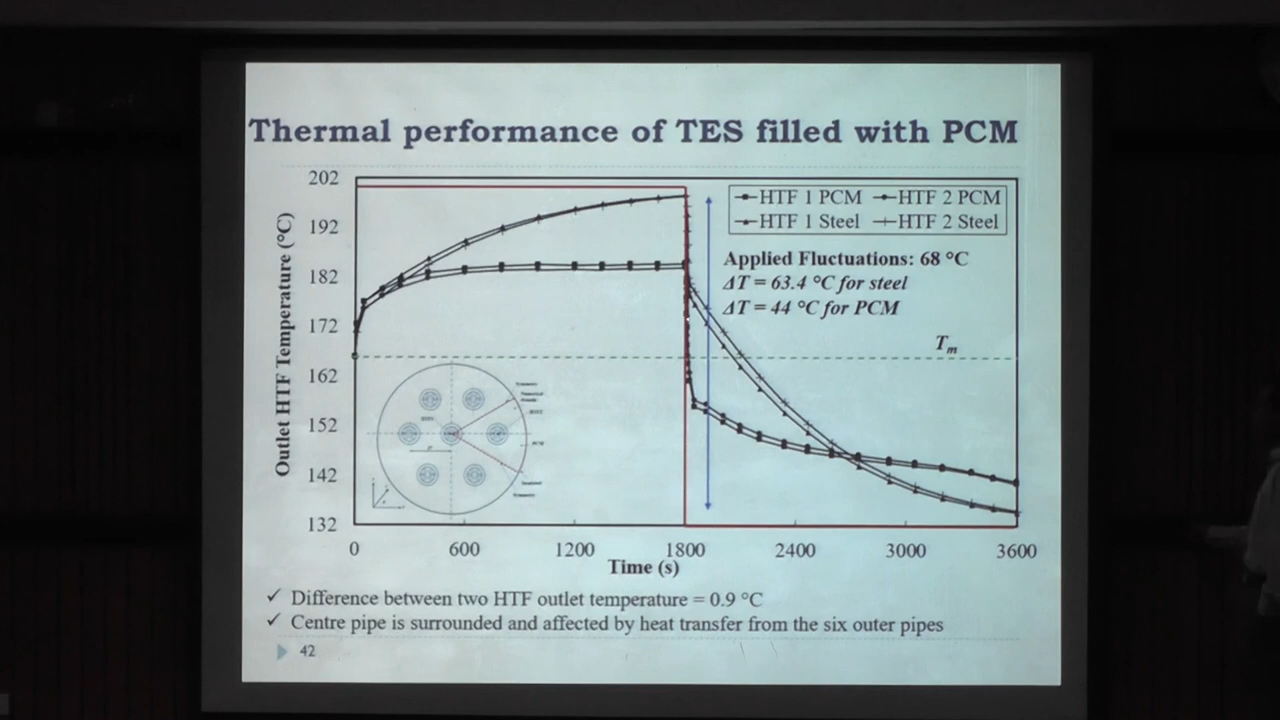 Thermal performance of TES filled with PCM
202
192
182
172
162
152
142
132
Outlet HTF Temperature (°C)
HTF 1 PCM
HTF 2 PCM
HTF 1 Steel
HTF 2 Steel
Applied Fluctuations: 68 °C
ΔT = 63.4 °C for steel
ΔT = 44 °C for PCM
Tm
0
600
1200
1800
2400
3000
3600
Time (s)
✓ Difference between two HTF outlet temperature = 0.9 °C
✓ Centre pipe is surrounded and affected by heat transfer from the six outer pipes
42